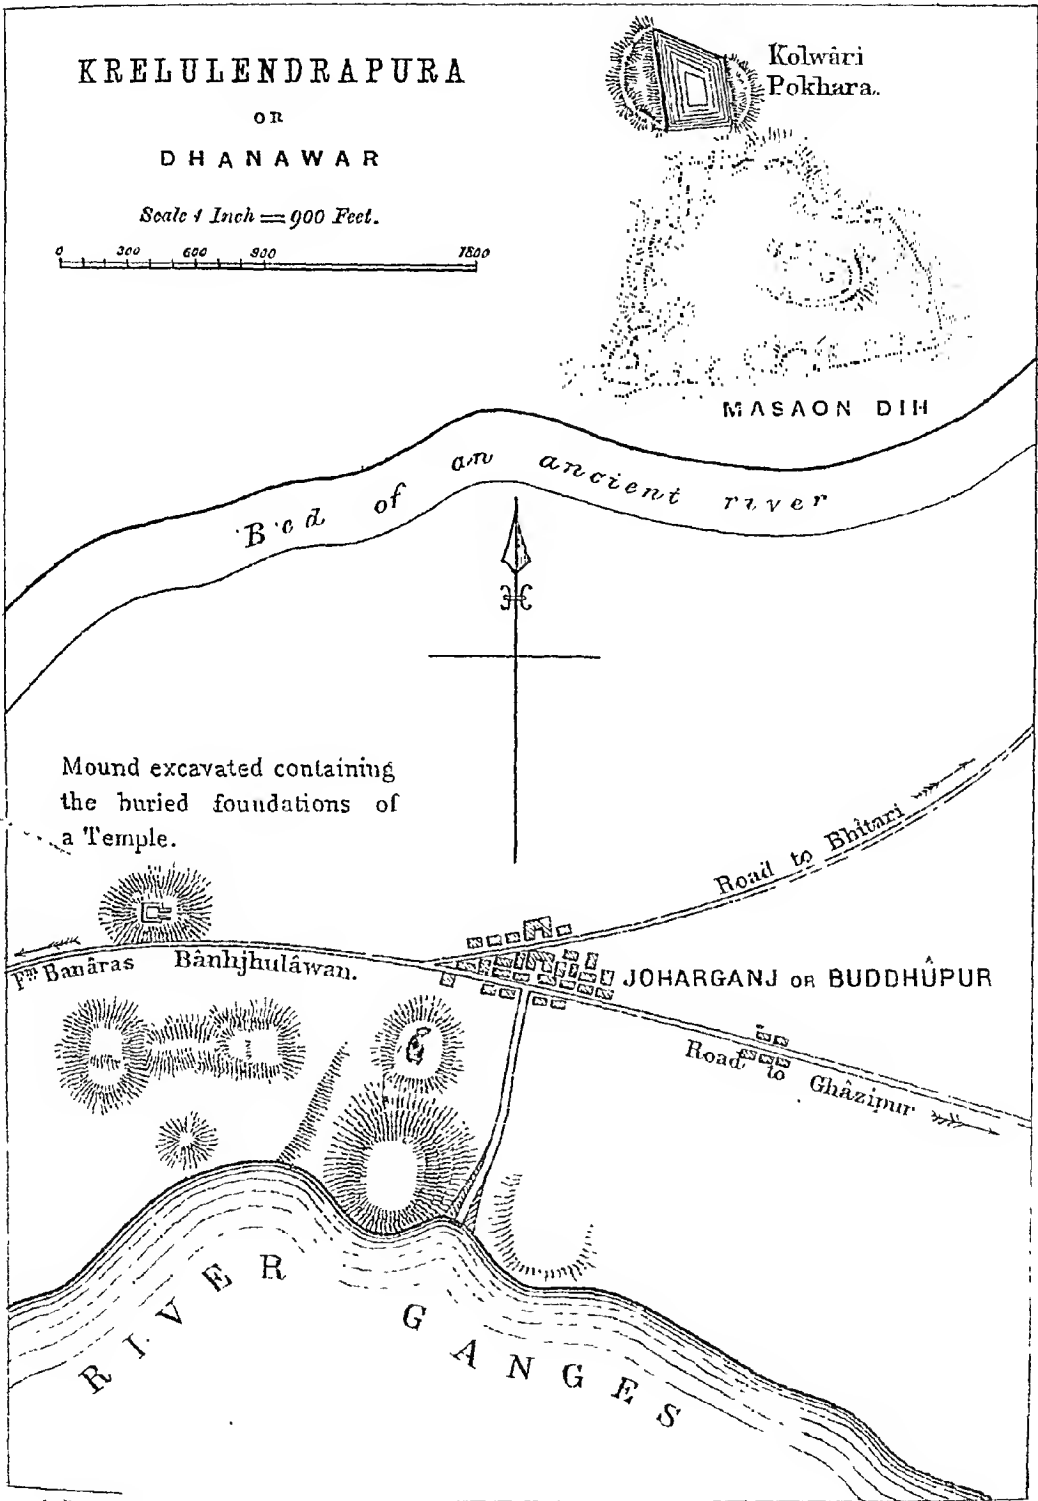 KRELULENDRAPURA
OR
DHANAWAR
Scale 1 Inch = 900 Feet.
0 300 600 900 1800
Kolwâri
Pokhara.
MASAON DIH
Bed of an ancient river
Mound excavated containing
the buried foundations of
a Temple.
Road to Bhîtari
Fm Banâras
Bânhjhulâwan.
JOHARGANJ OR BUDDHÛPUR
Road to Ghâzipur
RIVER GANGES